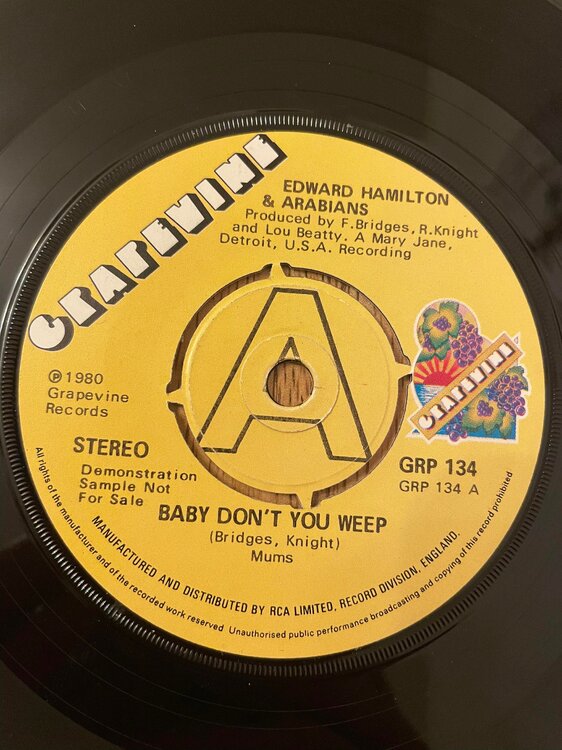 GRAPEVINE
EDWARD HAMILTON
& ARABIANS
Produced by F. Bridges, R. Knight
and Lou Beatty. A Mary Jane,
Detroit, U.S.A. Recording
A
GRAPEVINE
℗ 1980
Grapevine
Records
STEREO
Demonstration
Sample Not
For Sale
GRP 134
GRP 134 A
BABY DON'T YOU WEEP
(Bridges, Knight)
Mums
MANUFACTURED AND DISTRIBUTED BY RCA LIMITED, RECORD DIVISION, ENGLAND.
All rights of the manufacturer and of the owner of the recorded work reserved. Unauthorised public performance broadcasting and copying of this record prohibited